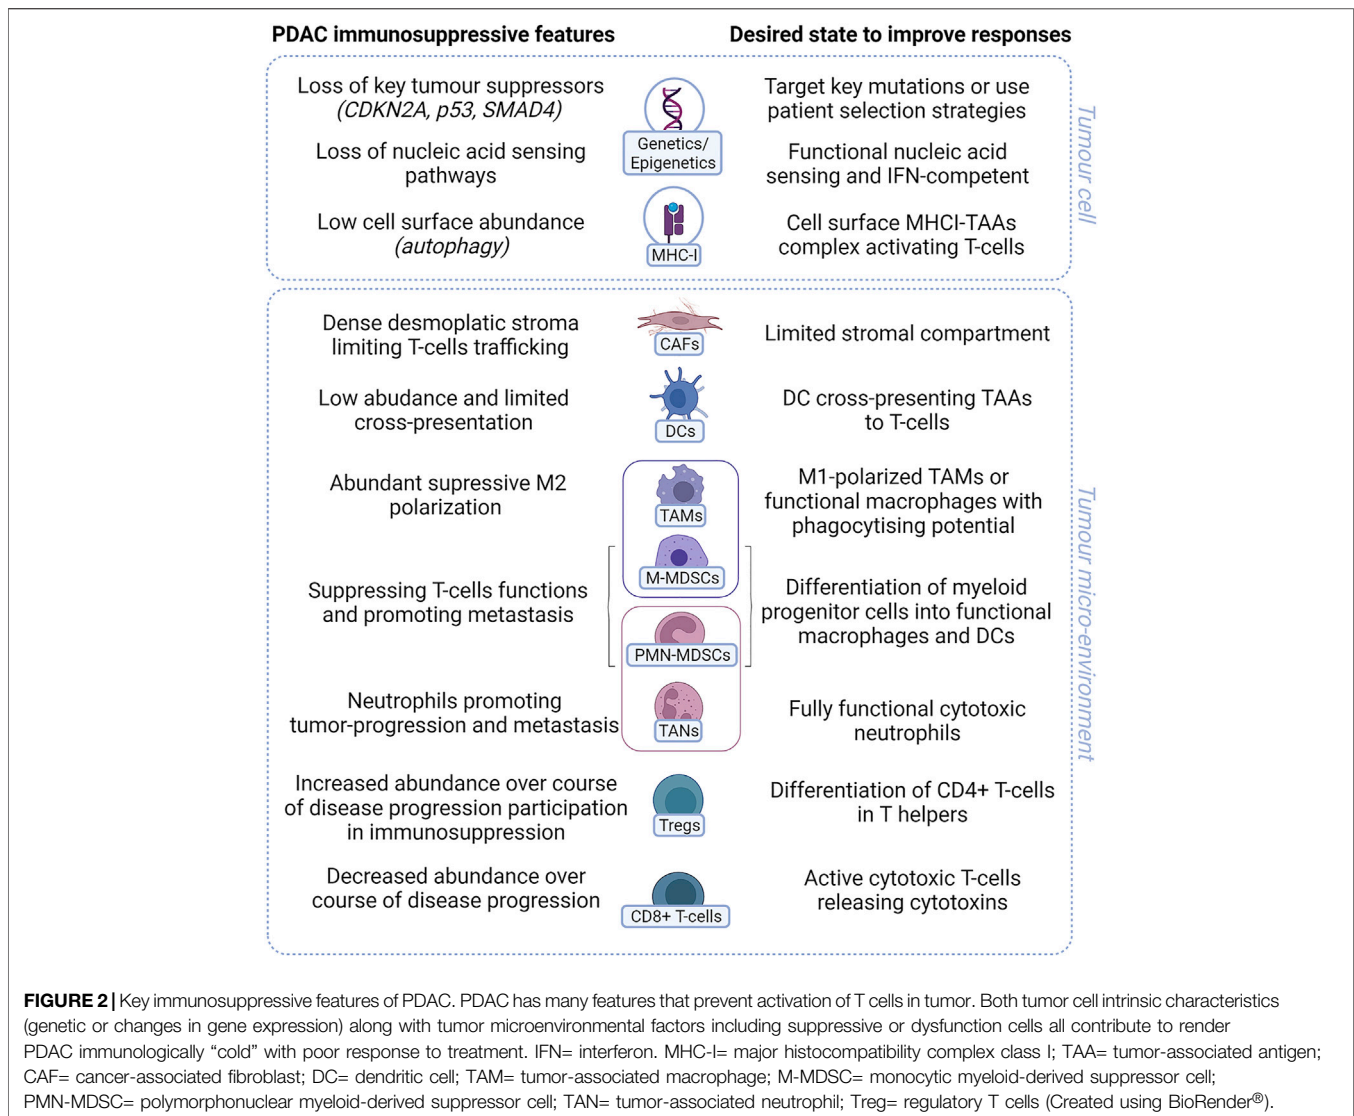 PDAC immunosuppressive features
Desired state to improve responses
Loss of key tumour suppressors
(CDKN2A, p53, SMAD4)
Genetics/
Epigenetics
Target key mutations or use
patient selection strategies
Loss of nucleic acid sensing
pathways
Functional nucleic acid
sensing and IFN-competent
Low cell surface abundance
(autophagy)
MHC-I
Cell surface MHCI-TAAs
complex activating T-cells
Tumour cell
Dense desmoplatic stroma
limiting T-cells trafficking
CAFs
Limited stromal compartment
Low abudance and limited
cross-presentation
DCs
DC cross-presenting TAAs
to T-cells
Abundant supressive M2
polarization
TAMs
M1-polarized TAMs or
functional macrophages with
phagocytising potential
M-MDSCs
Suppressing T-cells functions
and promoting metastasis
PMN-MDSCs
Differentiation of myeloid
progenitor cells into functional
macrophages and DCs
Neutrophils promoting
tumor-progression and metastasis
TANs
Fully functional cytotoxic
neutrophils
Increased abundance over course
of disease progression participation
in immunosuppression
Tregs
Differentiation of CD4+ T-cells
in T helpers
Decreased abundance over
course of disease progression
CD8+ T-cells
Active cytotoxic T-cells
releasing cytotoxins
Tumour micro-environment
FIGURE 2 | Key immunosuppressive features of PDAC. PDAC has many features that prevent activation of T cells in tumor. Both tumor cell intrinsic characteristics
(genetic or changes in gene expression) along with tumor microenvironmental factors including suppressive or dysfunction cells all contribute to render
PDAC immunologically “cold” with poor response to treatment. IFN= interferon. MHC-I= major histocompatibility complex class I; TAA= tumor-associated antigen;
CAF= cancer-associated fibroblast; DC= dendritic cell; TAM= tumor-associated macrophage; M-MDSC= monocytic myeloid-derived suppressor cell;
PMN-MDSC= polymorphonuclear myeloid-derived suppressor cell; TAN= tumor-associated neutrophil; Treg= regulatory T cells (Created using BioRender®).